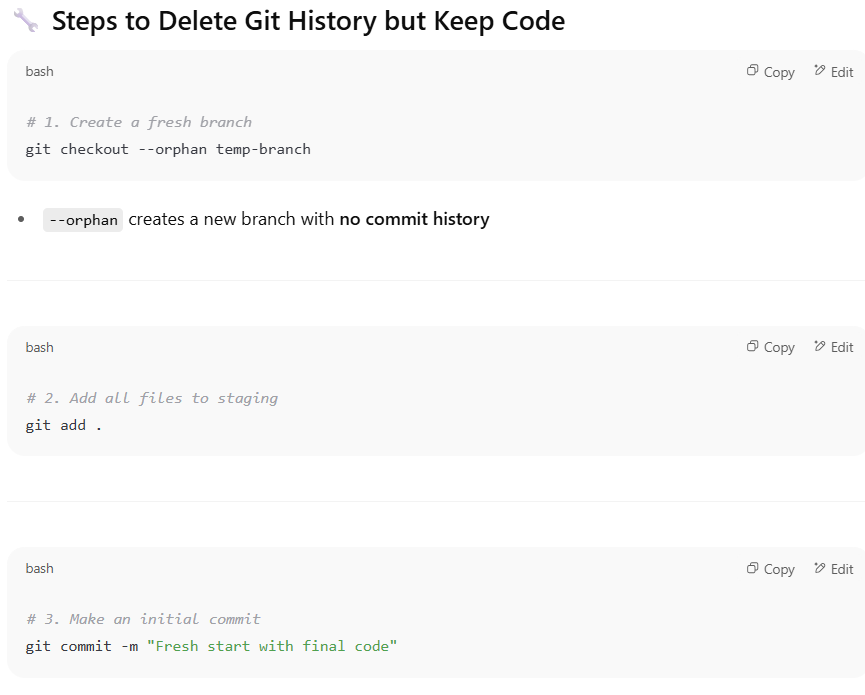 🔧 Steps to Delete Git History but Keep Code
bash Copy Edit
# 1. Create a fresh branch
git checkout --orphan temp-branch
• --orphan creates a new branch with no commit history
bash Copy Edit
# 2. Add all files to staging
git add .
bash Copy Edit
# 3. Make an initial commit
git commit -m "Fresh start with final code"